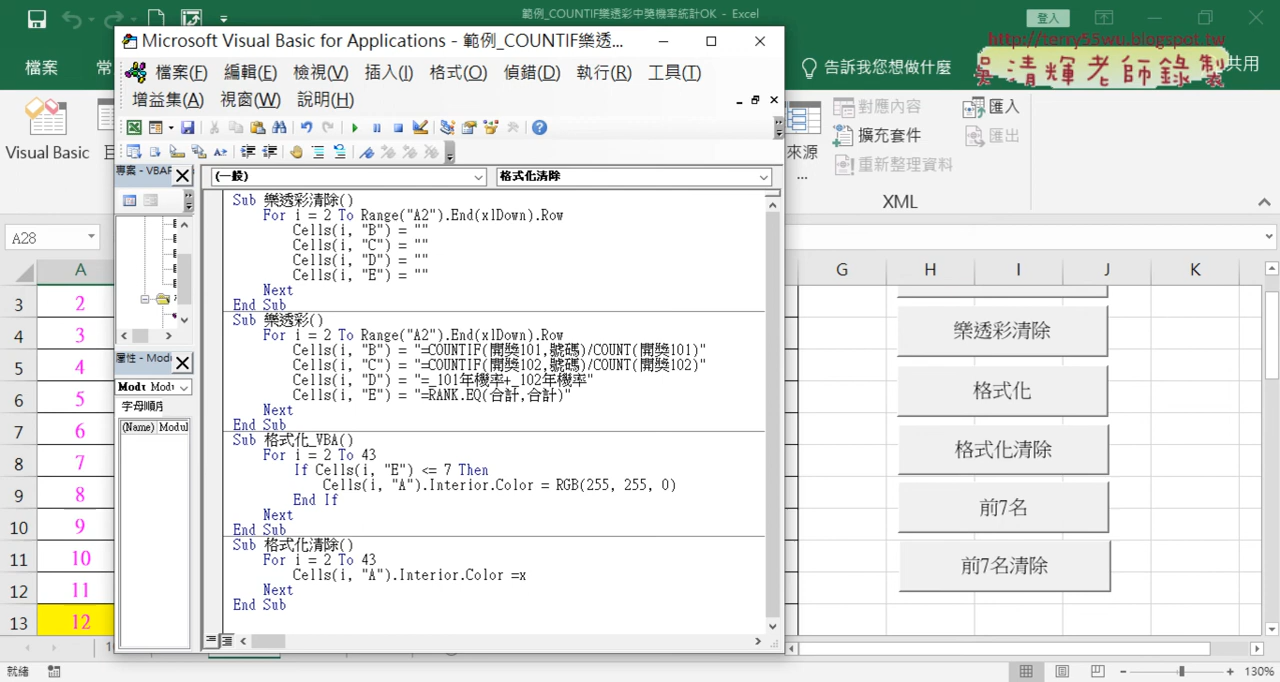 範例_COUNTIF樂透彩中獎機率統計OK - Excel
登入
http://terry55wu.blogspot.tw
吳清輝老師錄製
檔案
常
告訴我您想做什麼
共用
Visual Basic
來源
...
對應內容
擴充套件
重新整理資料
匯入
匯出
XML
Microsoft Visual Basic for Applications - 範例_COUNTIF樂透...
檔案(F) 編輯(E) 檢視(V) 插入(I) 格式(O) 偵錯(D) 執行(R) 工具(T)
增益集(A) 視窗(W) 說明(H)
專案 - VBAP
屬性 - Modu
Modu Modu
字母順序
(Name) Modul
(一般)
格式化清除
Sub 樂透彩清除()
For i = 2 To Range("A2").End(xlDown).Row
Cells(i, "B") = ""
Cells(i, "C") = ""
Cells(i, "D") = ""
Cells(i, "E") = ""
Next
End Sub
Sub 樂透彩()
For i = 2 To Range("A2").End(xlDown).Row
Cells(i, "B") = "=COUNTIF(開獎101,號碼)/COUNT(開獎101)"
Cells(i, "C") = "=COUNTIF(開獎102,號碼)/COUNT(開獎102)"
Cells(i, "D") = "=_101年機率+_102年機率"
Cells(i, "E") = "=RANK.EQ(合計,合計)"
Next
End Sub
Sub 格式化_VBA()
For i = 2 To 43
If Cells(i, "E") <= 7 Then
Cells(i, "A").Interior.Color = RGB(255, 255, 0)
End If
Next
End Sub
Sub 格式化清除()
For i = 2 To 43
Cells(i, "A").Interior.Color =x
Next
End Sub
A28
A G H I J K
3 2
4 3
5 4
6 5
7 6
8 7
9 8
10 9
11 10
12 11
13 12
樂透彩清除
格式化
格式化清除
前7名
前7名清除
就緒
130%